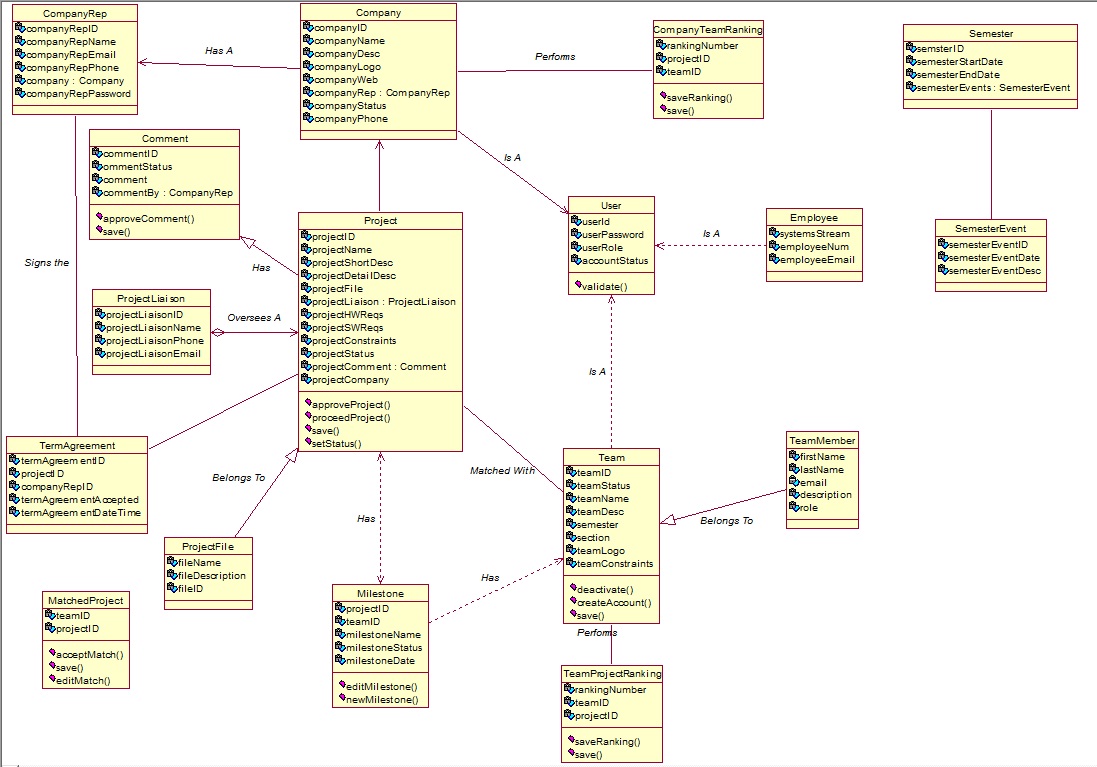 CompanyRep
companyRepID
companyRepName
companyRepEmail
companyRepPhone
company : Company
companyRepPassword
Has A
Company
companyID
companyName
companyDesc
companyLogo
companyWeb
companyRep : CompanyRep
companyStatus
companyPhone
Performs
CompanyTeamRanking
rankingNumber
projectID
teamID
saveRanking()
save()
Semester
semsterID
semesterStartDate
semesterEndDate
semesterEvents : SemesterEvent
Comment
commentID
ommentStatus
comment
commentBy : CompanyRep
approveComment()
save()
Is A
User
userId
userPassword
userRole
accountStatus
validate()
Is A
Employee
systemsStream
employeeNum
employeeEmail
SemesterEvent
semesterEventID
semesterEventDate
semesterEventDesc
Signs the
Has
Project
projectID
projectName
projectShortDesc
projectDetailDesc
projectFile
projectLiaison : ProjectLiaison
projectHWReqs
projectSWReqs
projectConstraints
projectStatus
projectComment : Comment
projectCompany
approveProject()
proceedProject()
save()
setStatus()
ProjectLiaison
projectLiaisonID
projectLiaisonName
projectLiaisonPhone
projectLiaisonEmail
Oversees A
Is A
TermAgreement
termAgreementID
projectID
companyRepID
termAgreementAccepted
termAgreementDateTime
Belongs To
Matched With
Team
teamID
teamStatus
teamName
teamDesc
semester
section
teamLogo
teamConstraints
deactivate()
createAccount()
save()
TeamMember
firstName
lastName
email
description
role
Belongs To
Has
ProjectFile
fileName
fileDescription
fileID
Has
MatchedProject
teamID
projectID
acceptMatch()
save()
editMatch()
Milestone
projectID
teamID
milestoneName
milestoneStatus
milestoneDate
editMilestone()
newMilestone()
Performs
TeamProjectRanking
rankingNumber
teamID
projectID
saveRanking()
save()